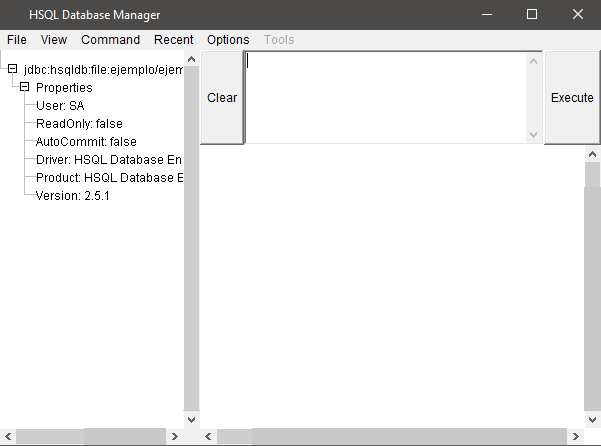 HSQL Database Manager
File View Command Recent Options Tools
jdbc:hsqldb:file:ejemplo/ejem
Properties
User: SA
ReadOnly: false
AutoCommit: false
Driver: HSQL Database En
Product: HSQL Database E
Version: 2.5.1
Clear
Execute